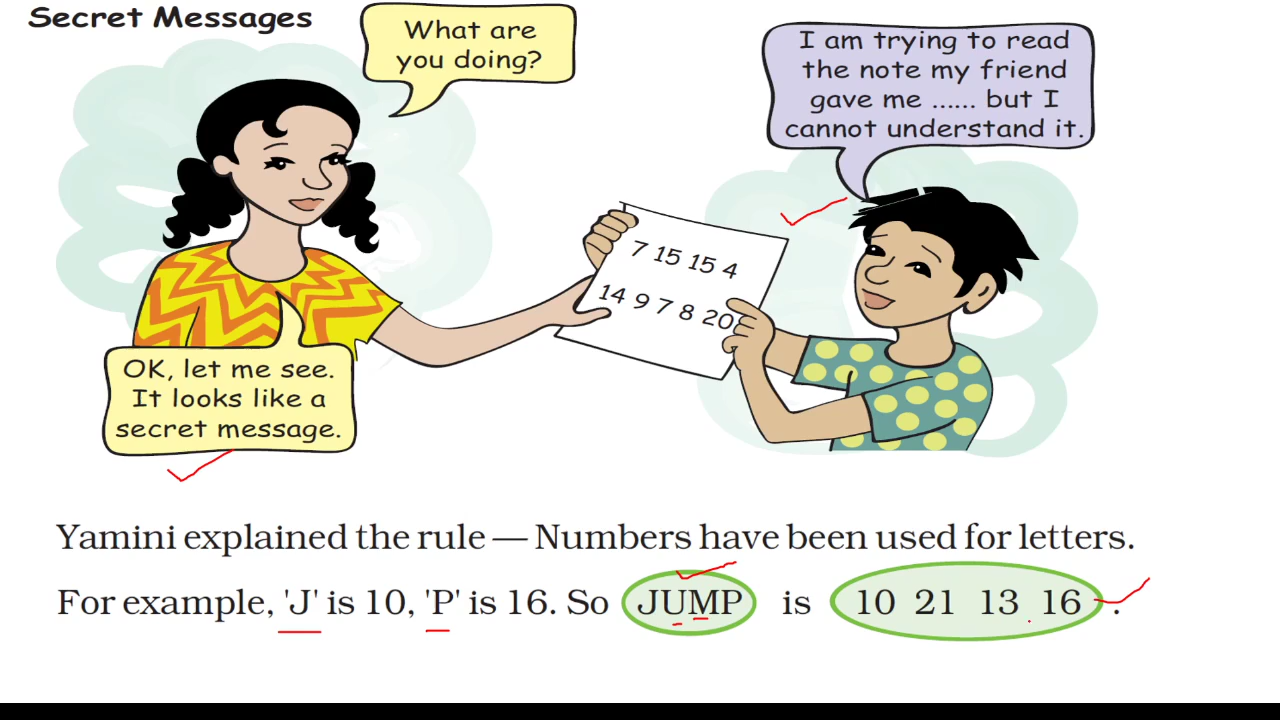 Secret Messages
What are
you doing?
I am trying to read
the note my friend
gave me ...... but I
cannot understand it.
7 15 15 4
14 9 7 8 20
OK, let me see.
It looks like a
secret message.
Yamini explained the rule — Numbers have been used for letters.
For example, 'J' is 10, 'P' is 16. So JUMP is 10 21 13 16 .